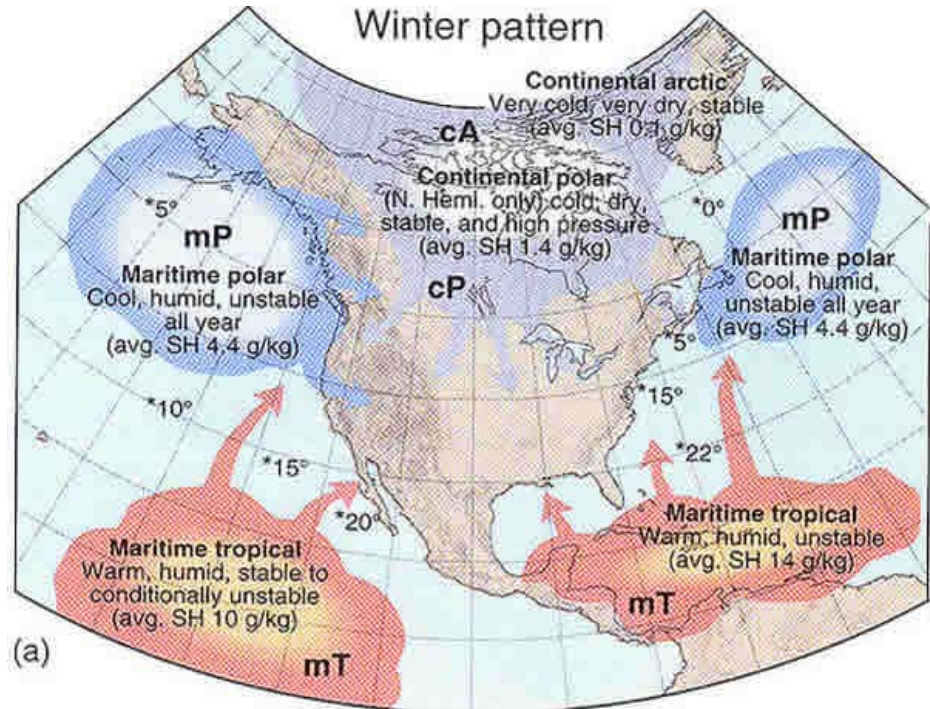 Winter pattern
Continental arctic
Very cold, very dry, stable
(avg. SH 0.1 g/kg)
cA
Continental polar
(N. Hemi. only) cold, dry,
stable, and high pressure
(avg. SH 1.4 g/kg)
cP
*5°
mP
Maritime polar
Cool, humid, unstable
all year
(avg. SH 4.4 g/kg)
*0°
mP
Maritime polar
Cool, humid,
unstable all year
(avg. SH 4.4 g/kg)
*5°
*10°
*15°
*15°
*22°
*20°
Maritime tropical
Warm, humid, stable to
conditionally unstable
(avg. SH 10 g/kg)
mT
Maritime tropical
Warm, humid, unstable
(avg. SH 14 g/kg)
mT
(a)